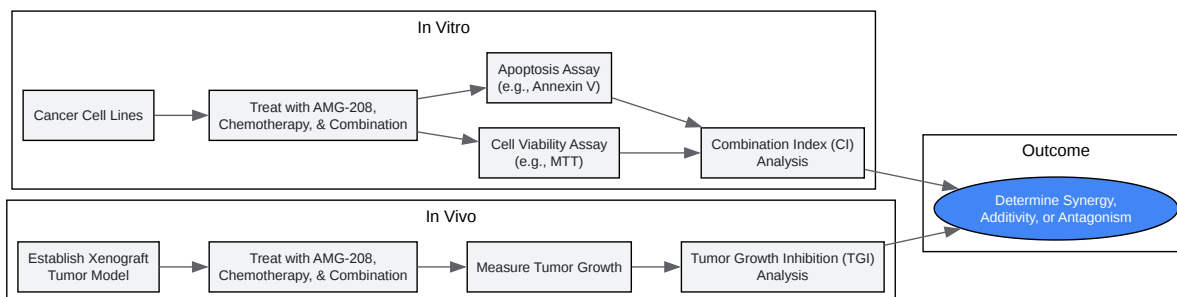 In Vitro
Cancer Cell Lines
Treat with AMG-208,
Chemotherapy, & Combination
Apoptosis Assay
(e.g., Annexin V)
Cell Viability Assay
(e.g., MTT)
Combination Index (CI)
Analysis
In Vivo
Establish Xenograft
Tumor Model
Treat with AMG-208,
Chemotherapy, & Combination
Measure Tumor Growth
Tumor Growth Inhibition (TGI)
Analysis
Outcome
Determine Synergy,
Additivity, or Antagonism